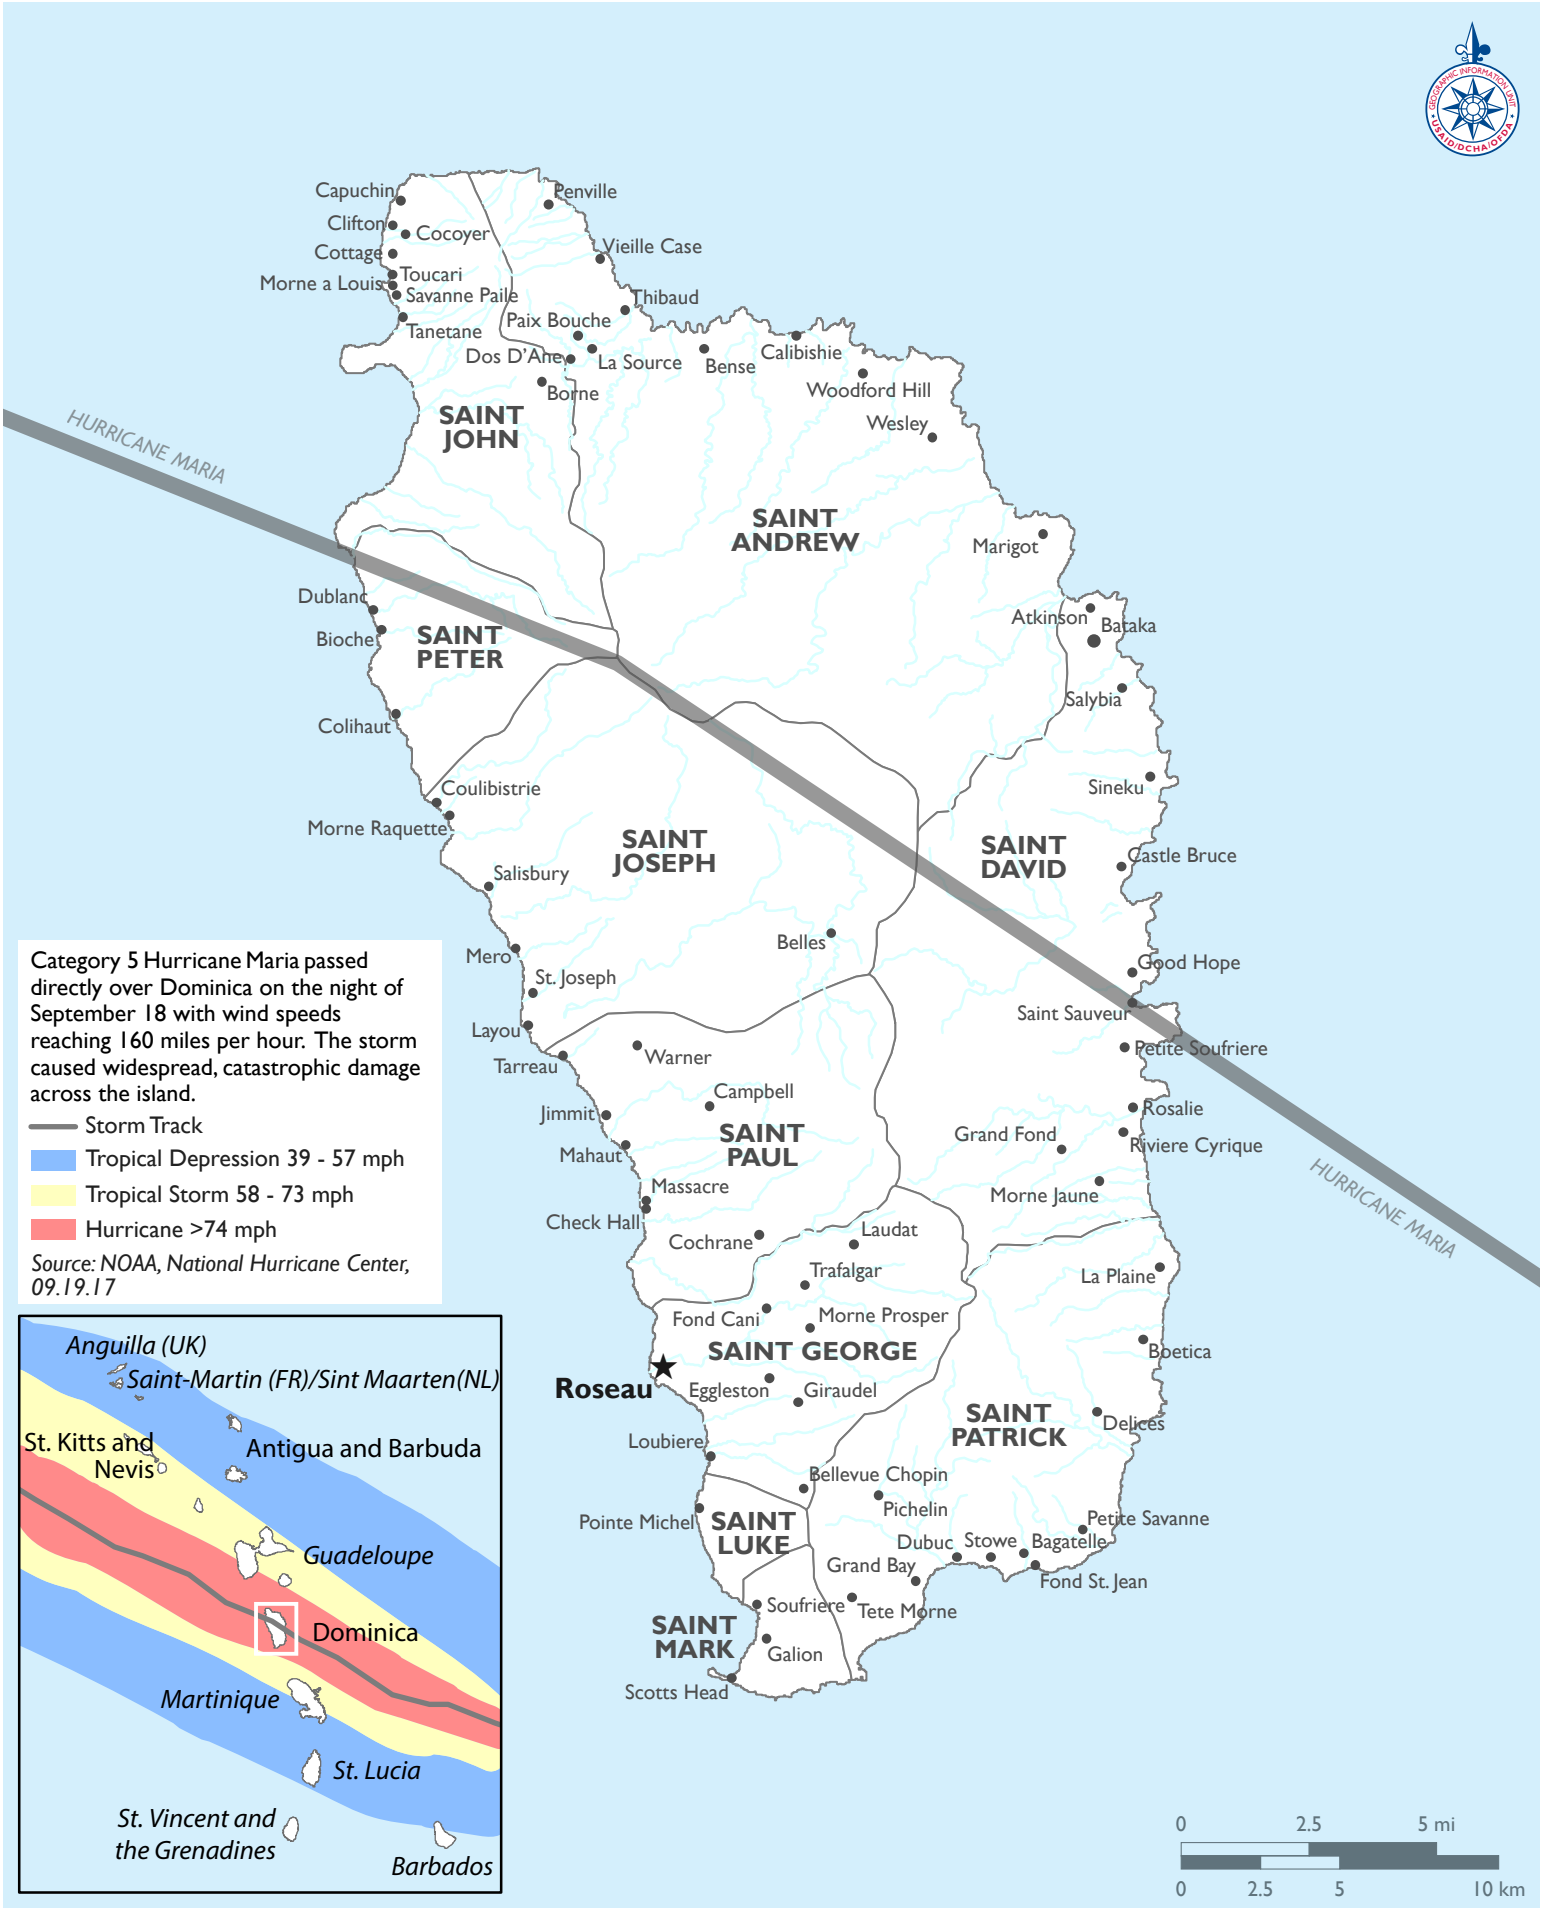 GEOGRAPHIC INFORMATION UNIT
USAID/DCHA/OFDA
Capuchin
Penville
Clifton
Cocoyer
Cottage
Vieille Case
Toucari
Morne a Louis
Savanne Paile
Thibaud
Tanetane
Paix Bouche
Dos D'Ane
La Source
Bense
Calibishie
Borne
Woodford Hill
Wesley
SAINT
JOHN
HURRICANE MARIA
SAINT
ANDREW
Marigot
Dublanc
Bioche
SAINT
PETER
Atkinson
Bataka
Salybia
Colihaut
Sineku
Coulibistrie
Morne Raquette
SAINT
JOSEPH
SAINT
DAVID
Castle Bruce
Salisbury
Belles
Mero
Good Hope
St. Joseph
Saint Sauveur
Layou
Petite Soufriere
Tarreau
Warner
Campbell
Rosalie
Jimmit
Grand Fond
Riviere Cyrique
Mahaut
SAINT
PAUL
Morne Jaune
Massacre
Check Hall
HURRICANE MARIA
Cochrane
Laudat
Trafalgar
La Plaine
Fond Cani
Morne Prosper
SAINT GEORGE
Boetica
Roseau
Eggleston
Giraudel
SAINT
PATRICK
Delices
Loubiere
Bellevue Chopin
Pichelin
Pointe Michel
SAINT
LUKE
Petite Savanne
Dubuc
Stowe
Bagatelle
Grand Bay
Fond St. Jean
Soufriere
Tete Morne
SAINT
MARK
Galion
Scotts Head
Category 5 Hurricane Maria passed
directly over Dominica on the night of
September 18 with wind speeds
reaching 160 miles per hour. The storm
caused widespread, catastrophic damage
across the island.
Storm Track
Tropical Depression 39 - 57 mph
Tropical Storm 58 - 73 mph
Hurricane >74 mph
Source: NOAA, National Hurricane Center,
09.19.17
Anguilla (UK)
Saint-Martin (FR)/Sint Maarten(NL)
St. Kitts and
Nevis
Antigua and Barbuda
Guadeloupe
Dominica
Martinique
St. Lucia
St. Vincent and
the Grenadines
Barbados
0 2.5 5 mi
0 2.5 5 10 km